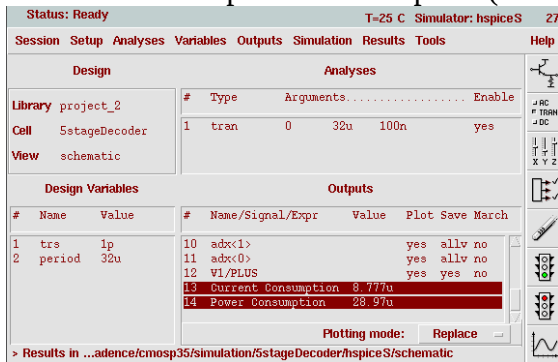 Status: Ready T=25 C Simulator: hspiceS 27
Session Setup Analyses Variables Outputs Simulation Results Tools Help
Design Analyses
Library project_2
Cell 5stageDecoder
View schematic
# Type Arguments.................. Enable
1 tran 0 32u 100n yes
AC
TRAN
DC
X Y Z
Design Variables Outputs
# Name Value
1 trs 1p
2 period 32u
# Name/Signal/Expr Value Plot Save March
10 adx<1> yes allv no
11 adx<0> yes allv no
12 V1/PLUS yes yes no
13 Current Consumption 8.777u
14 Power Consumption 28.97u
Plotting mode: Replace
> Results in ...adence/cmosp35/simulation/5stageDecoder/hspiceS/schematic